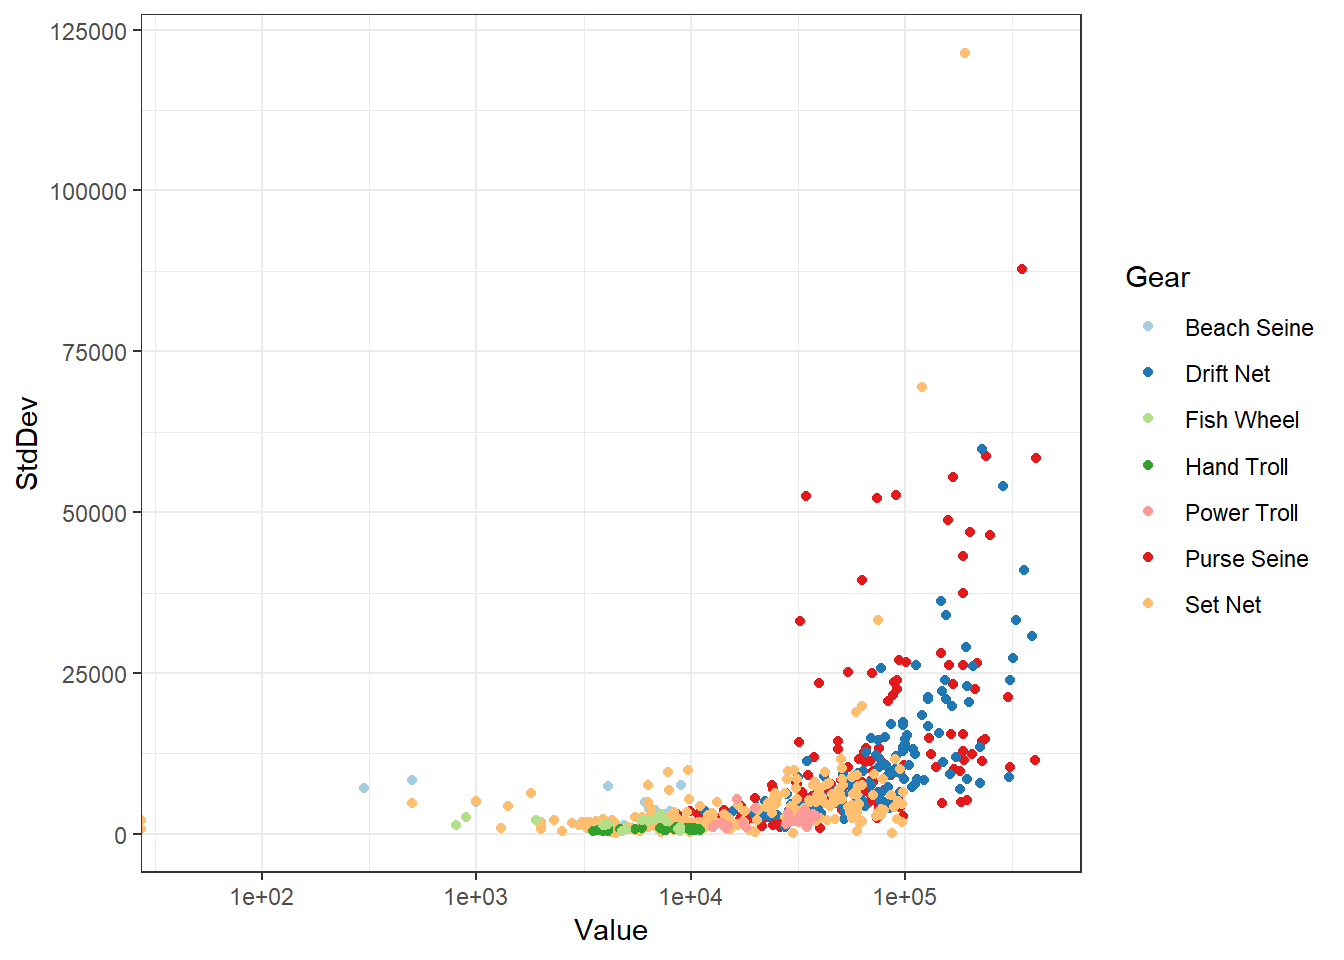 125000
100000
75000
50000
25000
0
StdDev
1e+02
1e+03
1e+04
1e+05
Value
Gear
Beach Seine
Drift Net
Fish Wheel
Hand Troll
Power Troll
Purse Seine
Set Net